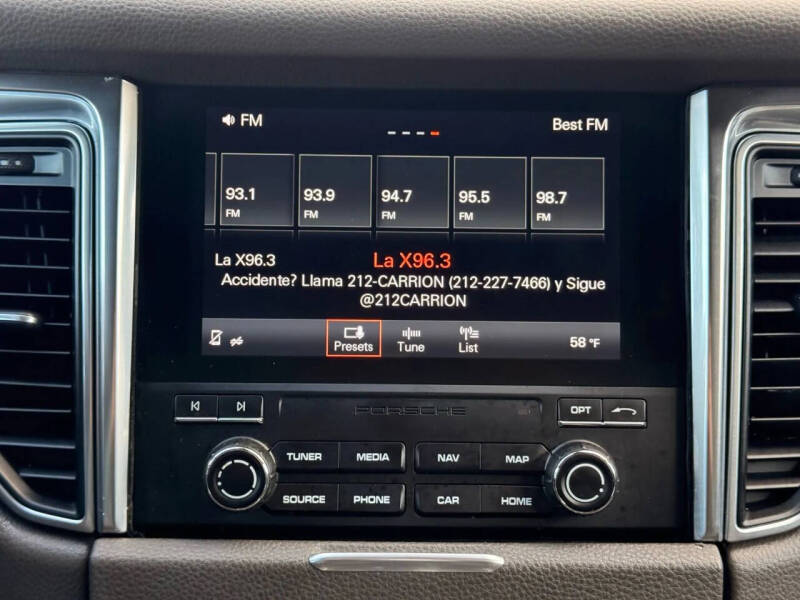 FM
Best FM
93.1 93.9 94.7 95.5 98.7
FM FM FM FM FM
La X96.3 La X96.3
Accidente? Llama 212-CARRION (212-227-7466) y Sigue
@212CARRION
Presets Tune List 58 °F
PORSCHE
OPT
TUNER MEDIA NAV MAP
SOURCE PHONE CAR HOME